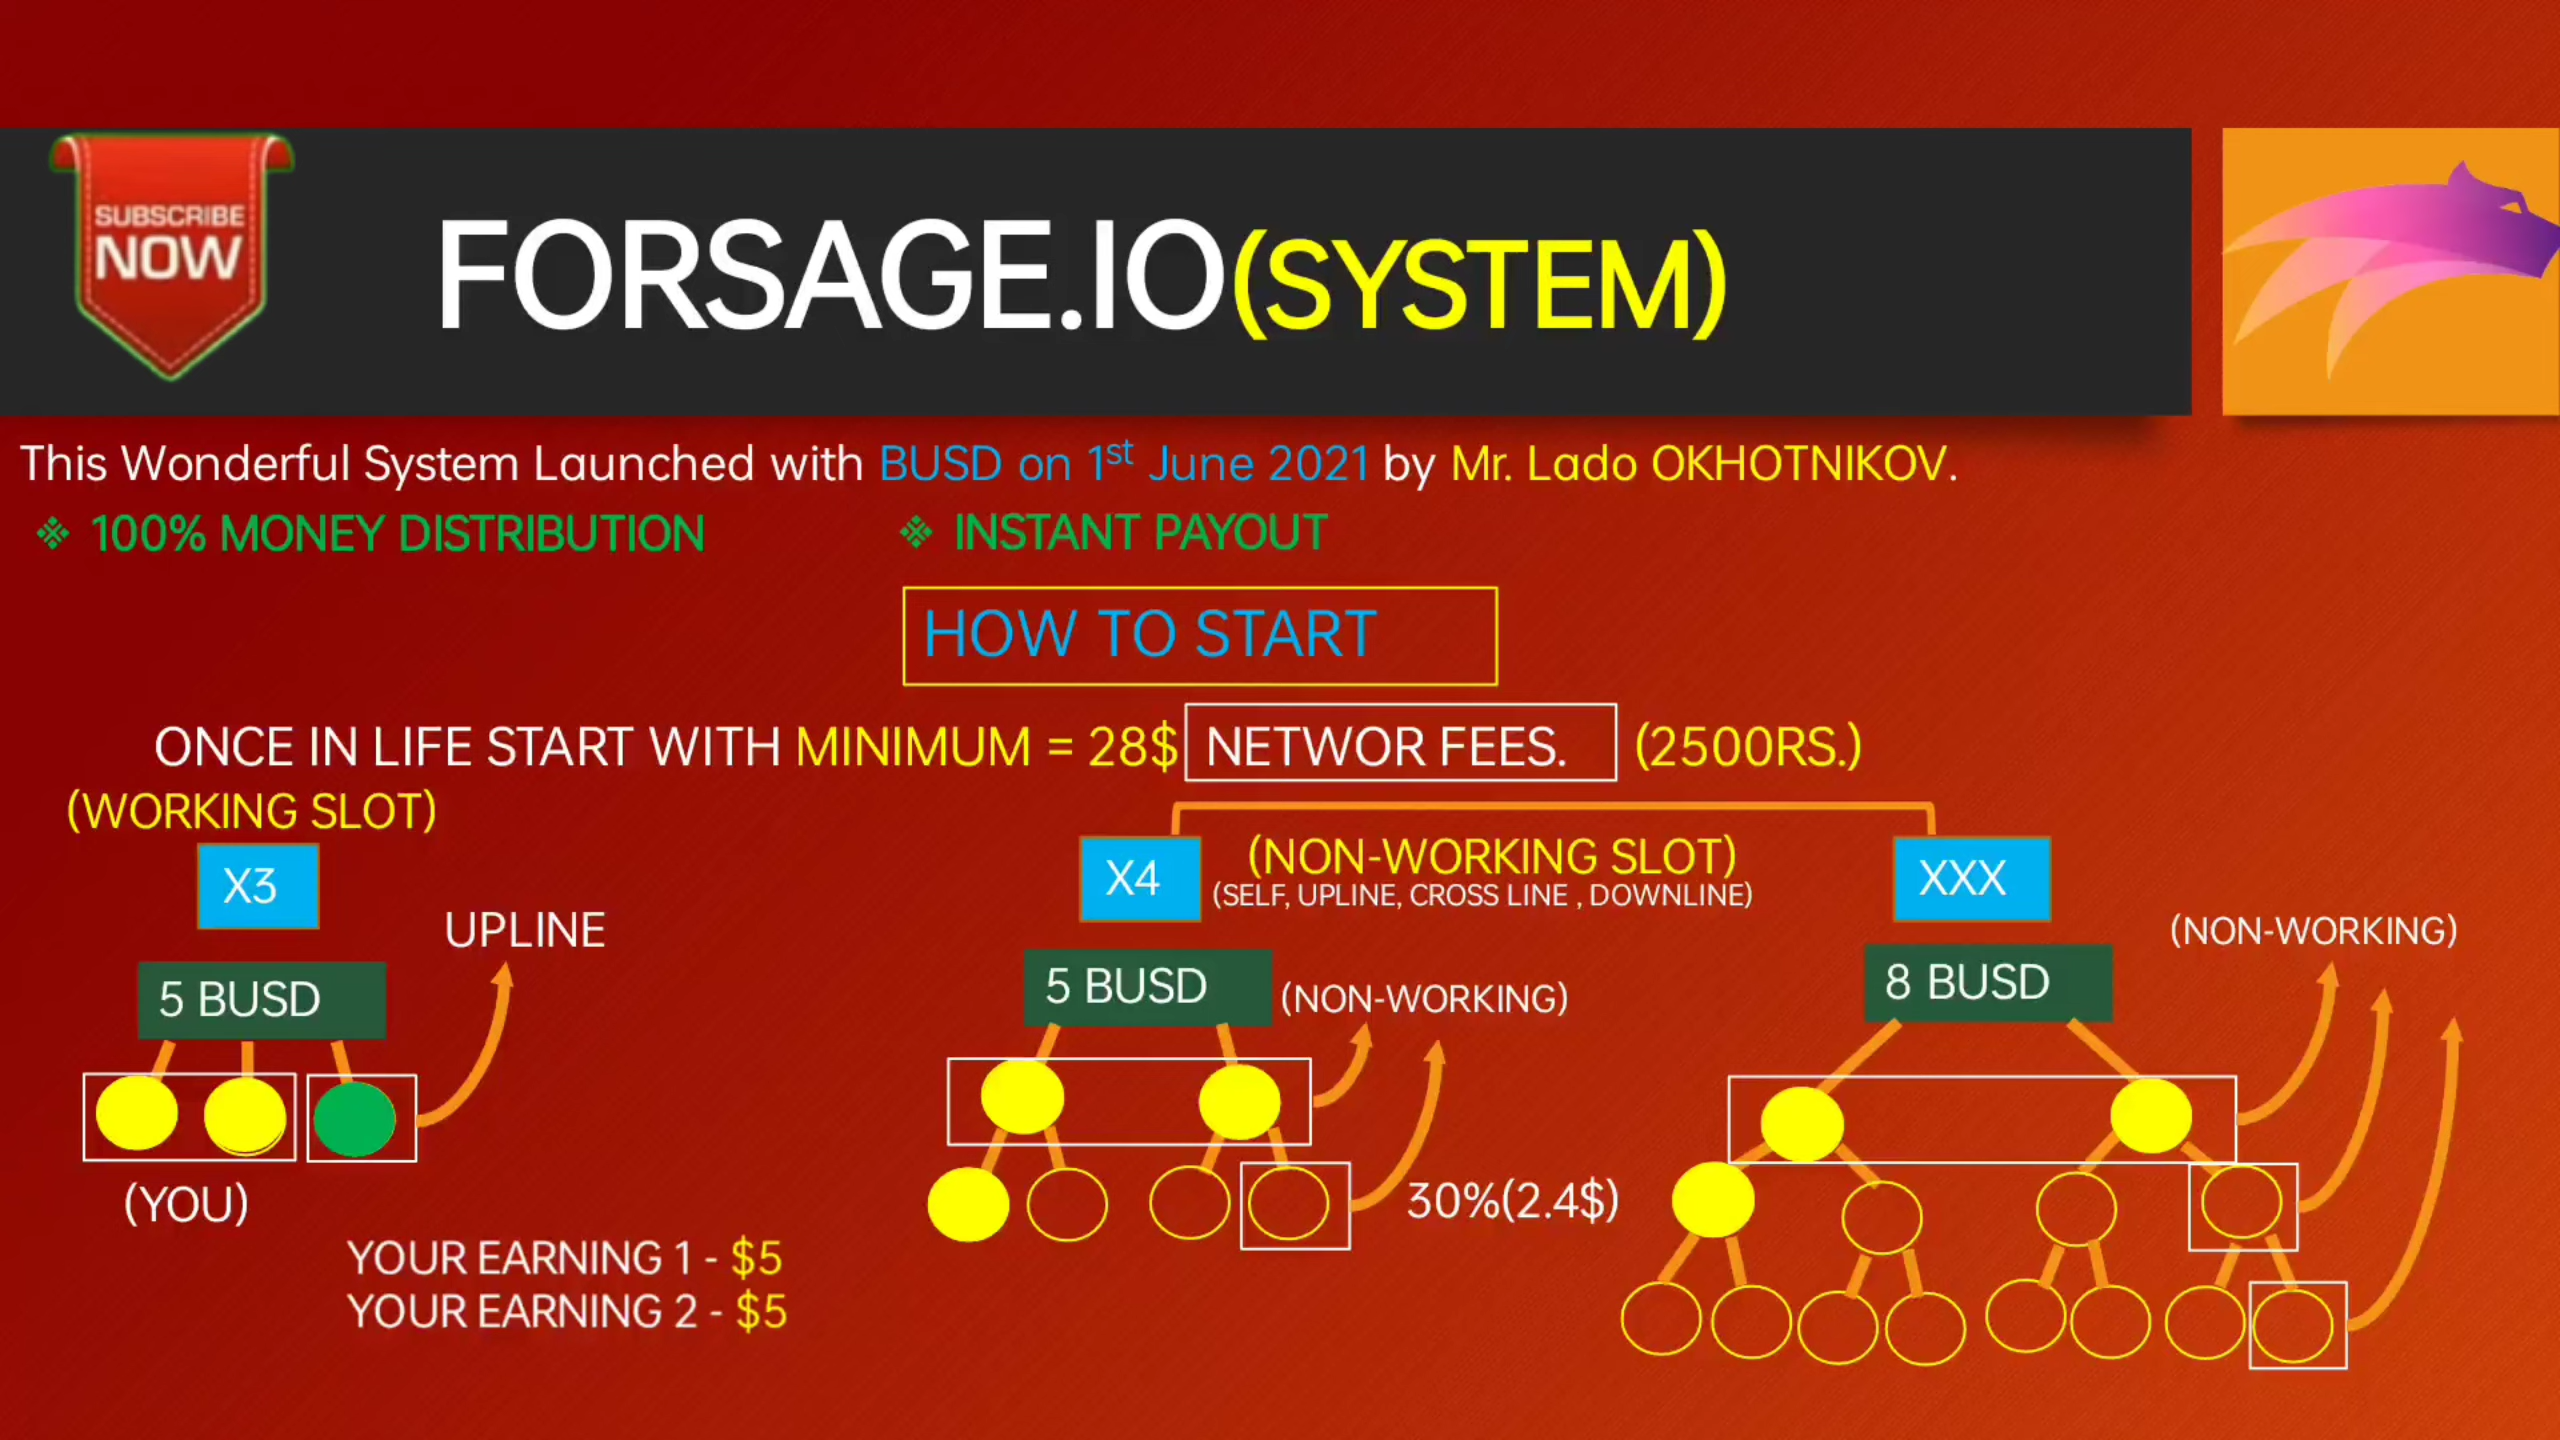 SUBSCRIBE
NOW
FORSAGE.IO(SYSTEM)
This Wonderful System Launched with BUSD on 1st June 2021 by Mr. Lado OKHOTNIKOV.
❖ 100% MONEY DISTRIBUTION ❖ INSTANT PAYOUT
HOW TO START
ONCE IN LIFE START WITH MINIMUM = 28$ NETWOR FEES. (2500RS.)
(WORKING SLOT)
X3
UPLINE
5 BUSD
(YOU)
YOUR EARNING 1 - $5
YOUR EARNING 2 - $5
X4
(NON-WORKING SLOT)
(SELF, UPLINE, CROSS LINE , DOWNLINE)
XXX
5 BUSD
(NON-WORKING)
30%(2.4$)
8 BUSD
(NON-WORKING)